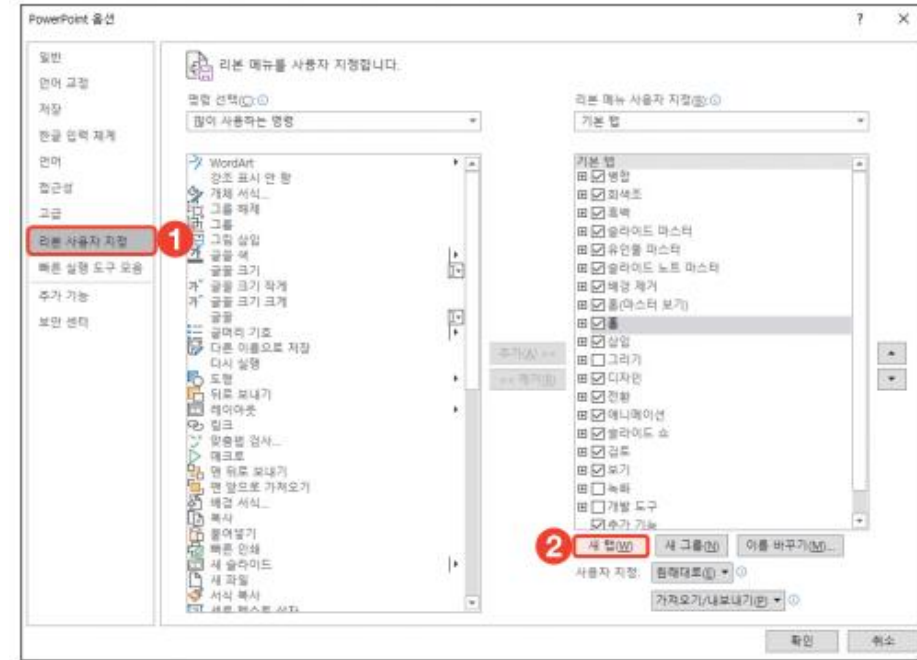 PowerPoint 옵션
? ×
일반
언어 교정
저장
한글 입력 체계
언어
접근성
고급
리본 사용자 지정
1
빠른 실행 도구 모음
추가 기능
보안 센터
리본 메뉴를 사용자 지정합니다.
명령 선택(C):
많이 사용하는 명령
WordArt
강조 표시 안 함
개체 서식...
그룹 해제
그룹
그림 삽입
글꼴 색
글꼴 크기
글꼴 크기 작게
글꼴 크기 크게
글꼴
글머리 기호
다른 이름으로 저장
다시 실행
도형
뒤로 보내기
레이아웃
링크
맞춤법 검사...
매크로
맨 뒤로 보내기
맨 앞으로 가져오기
배경 서식...
복사
붙여넣기
빠른 인쇄
새 슬라이드
새 파일
서식 복사
세로 텍스트 상자
추가(A) >>
<< 제거(R)
리본 메뉴 사용자 지정(B):
기본 탭
기본 탭
병합
회색조
흑백
슬라이드 마스터
유인물 마스터
슬라이드 노트 마스터
배경 제거
홈(마스터 보기)
홈
삽입
그리기
디자인
전환
애니메이션
슬라이드 쇼
검토
보기
녹화
개발 도구
추가 기능
2
새 탭(W)
새 그룹(N)
이름 바꾸기(M)...
사용자 지정:
원래대로(E)
가져오기/내보내기(P)
확인
취소